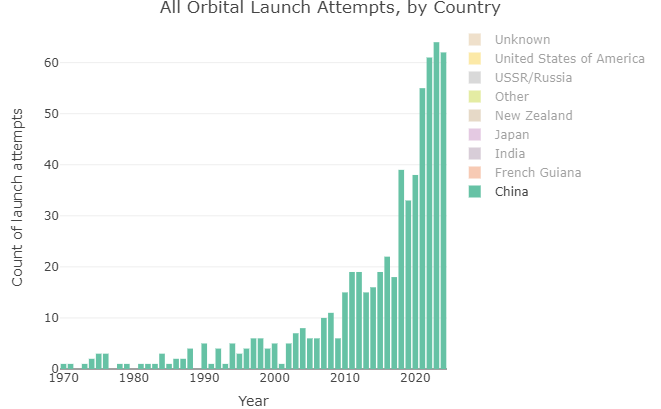 All Orbital Launch Attempts, by Country
Count of launch attempts
60
50
40
30
20
10
0
1970 1980 1990 2000 2010 2020
Year
Unknown
United States of America
USSR/Russia
Other
New Zealand
Japan
India
French Guiana
China